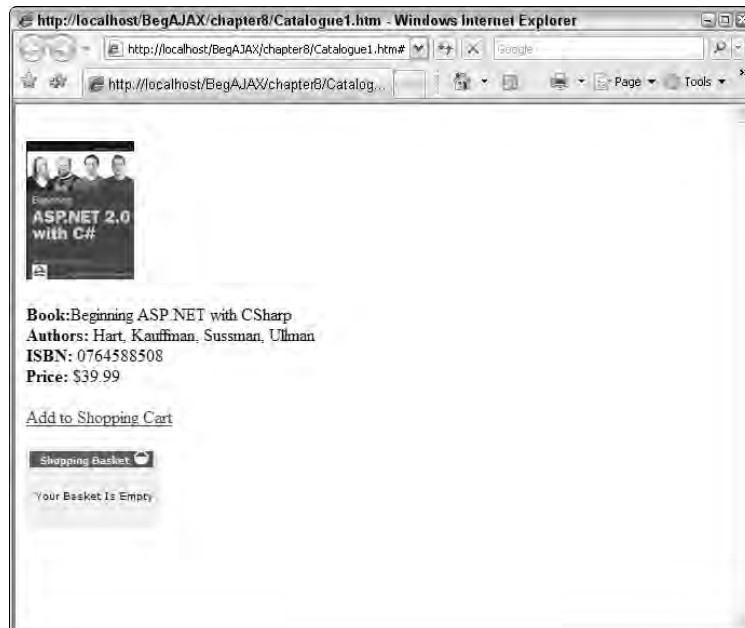 http://localhost/BegAJAX/chapter8/Catalogue1.htm - Windows Internet Explorer
http://localhost/BegAJAX/chapter8/Catalogue1.htm#
Google
http://localhost/BegAJAX/chapter8/Catalog...
Page
Tools
»
Beginning
ASP.NET 2.0
with C#
Book:Beginning ASP.NET with CSharp
Authors: Hart, Kauffman, Sussman, Ullman
ISBN: 0764588508
Price: $39.99
Add to Shopping Cart
Shopping Basket
Your Basket Is Empty